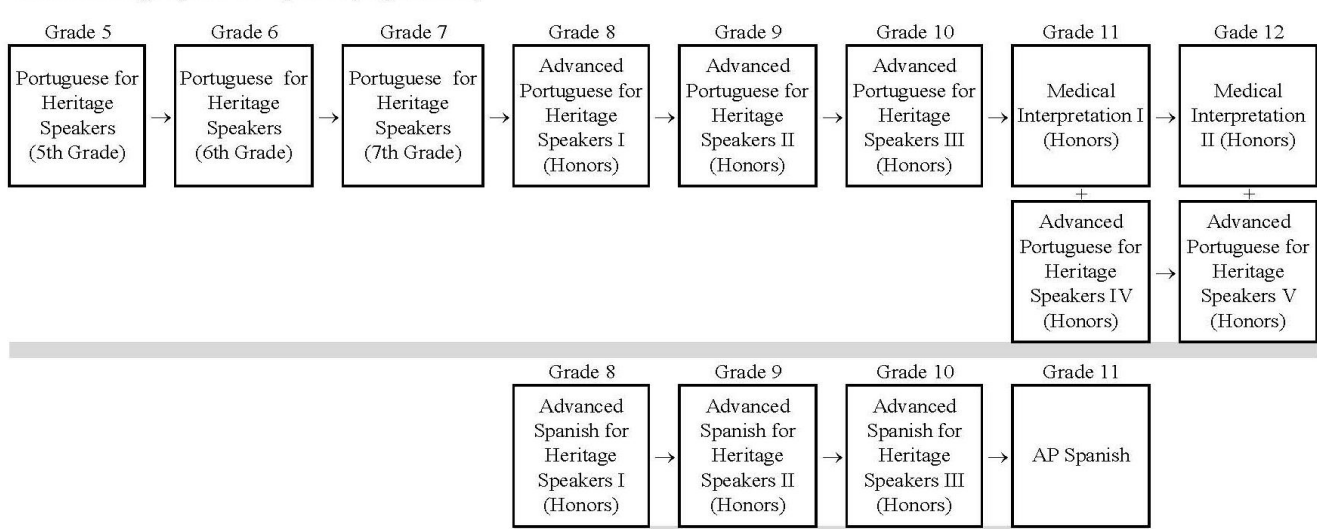 Grade 5
Portuguese for
Heritage
Speakers
(5th Grade)
→
Grade 6
Portuguese for
Heritage
Speakers
(6th Grade)
→
Grade 7
Portuguese for
Heritage
Speakers
(7th Grade)
→
Grade 8
Advanced
Portuguese for
Heritage
Speakers I
(Honors)
→
Grade 9
Advanced
Portuguese for
Heritage
Speakers II
(Honors)
→
Grade 10
Advanced
Portuguese for
Heritage
Speakers III
(Honors)
→
Grade 11
Medical
Interpretation I
(Honors)
→
Gade 12
Medical
Interpretation
II (Honors)
+
Advanced
Portuguese for
Heritage
Speakers IV
(Honors)
→
+
Advanced
Portuguese for
Heritage
Speakers V
(Honors)
Grade 8
Advanced
Spanish for
Heritage
Speakers I
(Honors)
→
Grade 9
Advanced
Spanish for
Heritage
Speakers II
(Honors)
→
Grade 10
Advanced
Spanish for
Heritage
Speakers III
(Honors)
→
Grade 11
AP Spanish